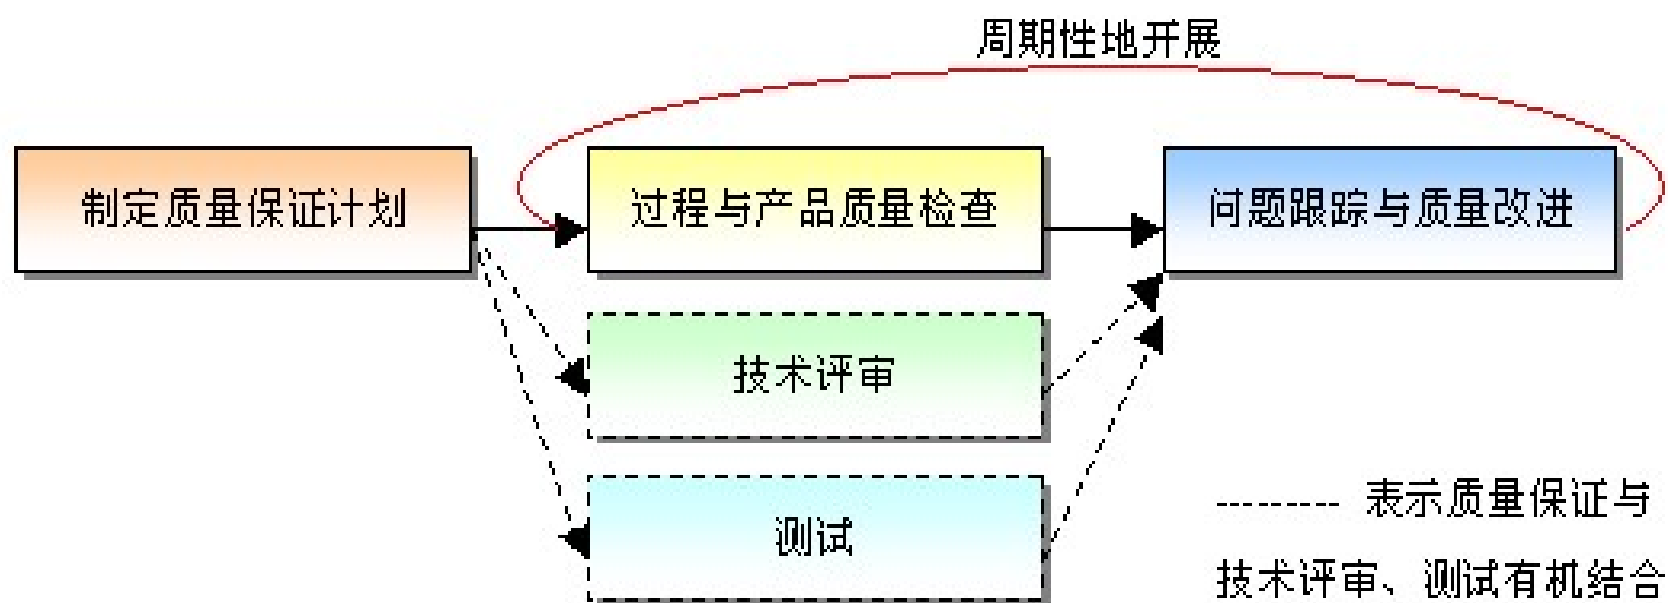 周期性地开展
制定质量保证计划
过程与产品质量检查
问题跟踪与质量改进
技术评审
测试
表示质量保证与
技术评审、测试有机结合